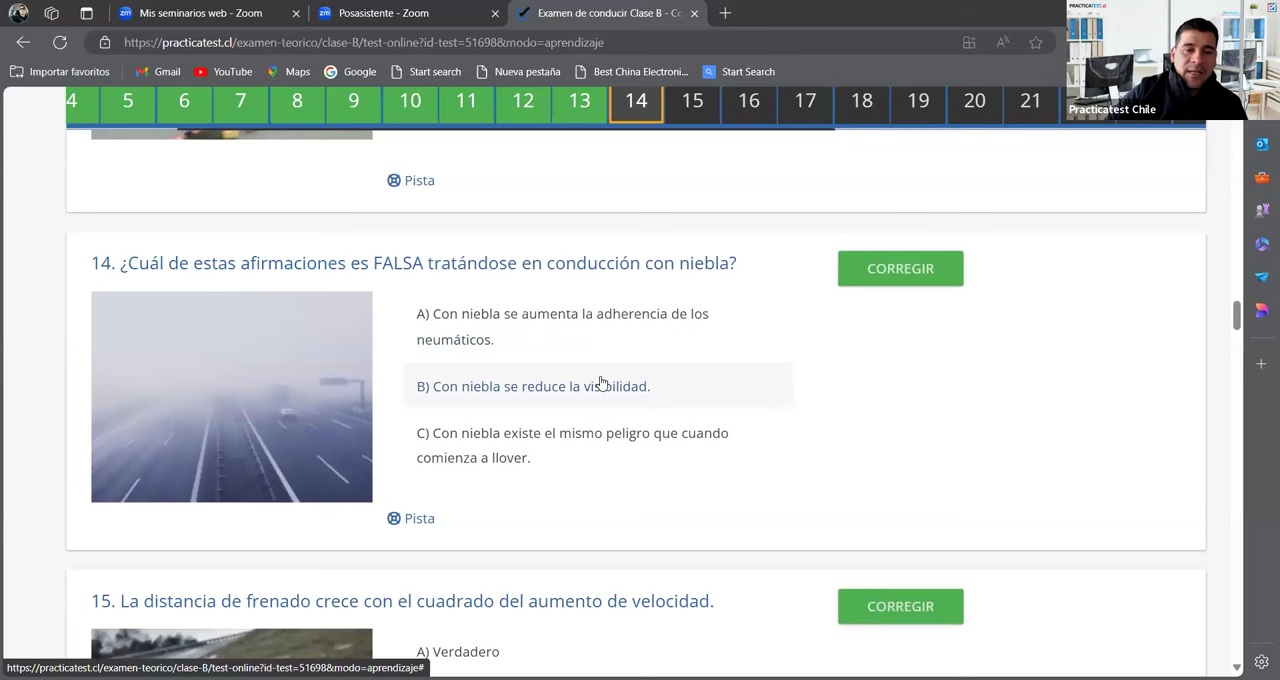 Mis seminarios web - Zoom
Posasistente - Zoom
Examen de conducir Clase B - Co
https://practicatest.cl/examen-teorico/clase-B/test-online?id-test=51698&modo=aprendizaje
Importar favoritos
Gmail
YouTube
Maps
Google
Start search
Nueva pestaña
Best China Electroni...
Start Search
PRACTICATEST.cl
Practicatest Chile
4 5 6 7 8 9 10 11 12 13 14 15 16 17 18 19 20 21
Pista
14. ¿Cuál de estas afirmaciones es FALSA tratándose en conducción con niebla?
CORREGIR
A) Con niebla se aumenta la adherencia de los
neumáticos.
B) Con niebla se reduce la visibilidad.
C) Con niebla existe el mismo peligro que cuando
comienza a llover.
Pista
15. La distancia de frenado crece con el cuadrado del aumento de velocidad.
CORREGIR
A) Verdadero
https://practicatest.cl/examen-teorico/clase-B/test-online?id-test=51698&modo=aprendizaje#